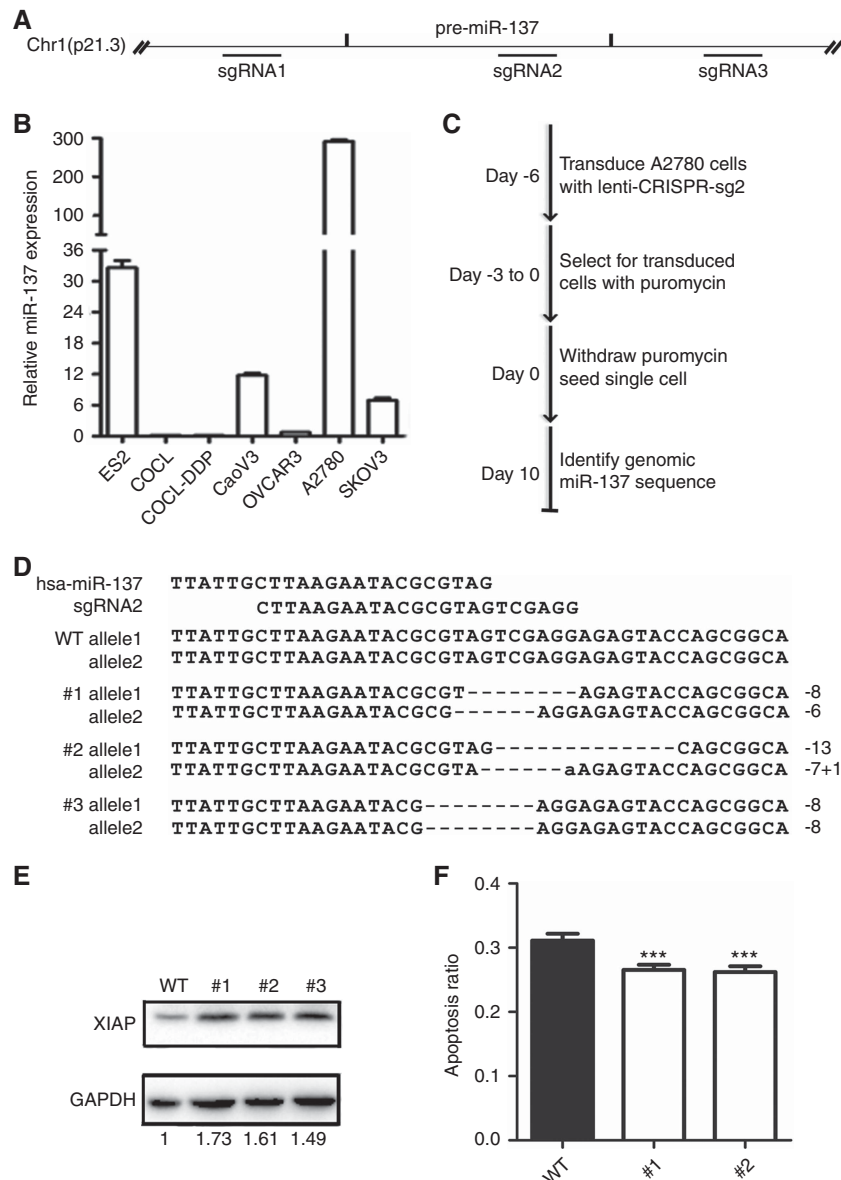 A
Chr1(p21.3)
pre-miR-137
sgRNA1
sgRNA2
sgRNA3
B
Relative miR-137 expression
300
200
100
36
30
24
18
12
6
0
ES2
COCL
COCL-DDP
CaoV3
OVCAR3
A2780
SKOV3
C
Day -6
Transduce A2780 cells
with lenti-CRISPR-sg2
Day -3 to 0
Select for transduced
cells with puromycin
Day 0
Withdraw puromycin
seed single cell
Day 10
Identify genomic
miR-137 sequence
D
hsa-miR-137 TTATTGCTTAAGAATACGCGTAG
sgRNA2 CTTAAGAATACGCGTAGTCGAGG
WT allele1 TTATTGCTTAAGAATACGCGTAGTCGAGGAGAGTACCAGCGGCA
allele2 TTATTGCTTAAGAATACGCGTAGTCGAGGAGAGTACCAGCGGCA
#1 allele1 TTATTGCTTAAGAATACGCGT--------AGAGTACCAGCGGCA -8
allele2 TTATTGCTTAAGAATACGCG------AGGAGAGTACCAGCGGCA -6
#2 allele1 TTATTGCTTAAGAATACGCGTAG-------------CAGCGGCA -13
allele2 TTATTGCTTAAGAATACGCGTA------aAGAGTACCAGCGGCA -7+1
#3 allele1 TTATTGCTTAAGAATACG--------AGGAGAGTACCAGCGGCA -8
allele2 TTATTGCTTAAGAATACG--------AGGAGAGTACCAGCGGCA -8
E
WT #1 #2 #3
XIAP
GAPDH
1 1.73 1.61 1.49
F
Apoptosis ratio
0.4
0.3
0.2
0.1
0.0
***
***
WT
#1
#2